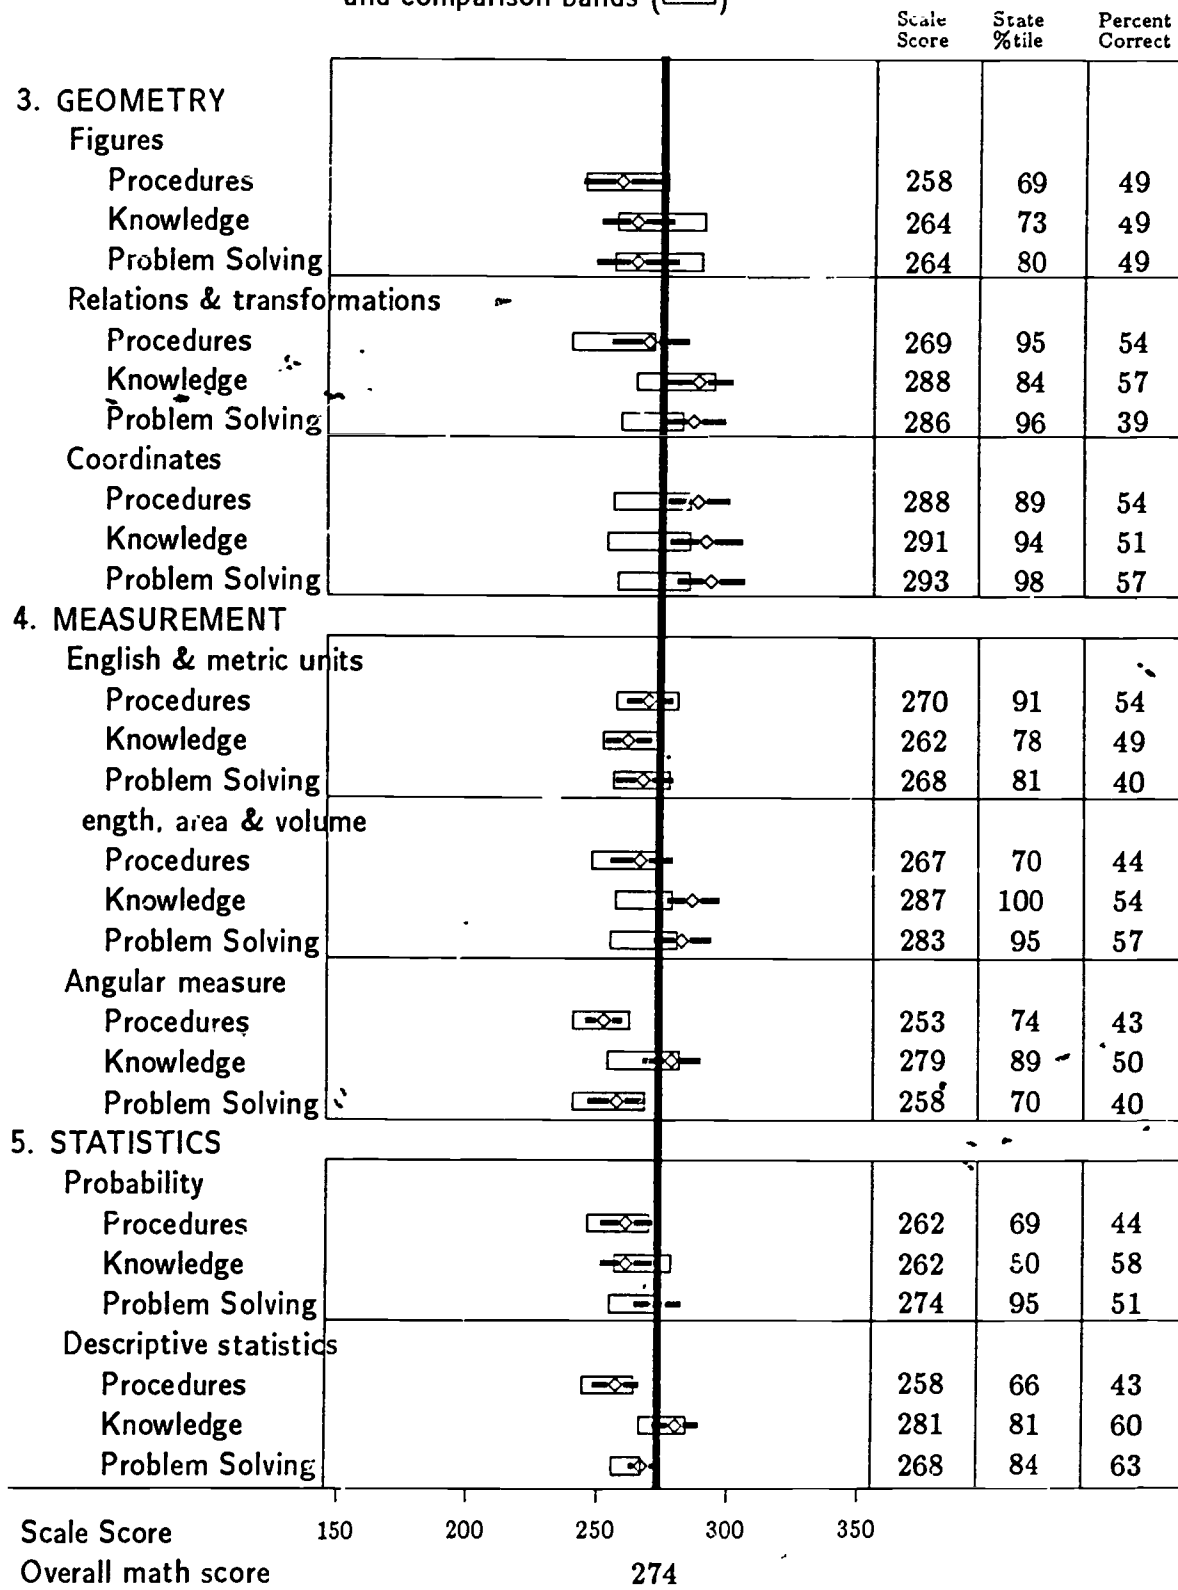 and comparison bands ( )
Scale State Percent
Score %tile Correct
3. GEOMETRY
Figures
Procedures 258 69 49
Knowledge 264 73 49
Problem Solving 264 80 49
Relations & transformations
Procedures 269 95 54
Knowledge 288 84 57
Problem Solving 286 96 39
Coordinates
Procedures 288 89 54
Knowledge 291 94 51
Problem Solving 293 98 57
4. MEASUREMENT
English & metric units
Procedures 270 91 54
Knowledge 262 78 49
Problem Solving 268 81 40
ength, area & volume
Procedures 267 70 44
Knowledge 287 100 54
Problem Solving 283 95 57
Angular measure
Procedures 253 74 43
Knowledge 279 89 50
Problem Solving 258 70 40
5. STATISTICS
Probability
Procedures 262 69 44
Knowledge 262 58
Problem Solving 274 95 51
Descriptive statistics
Procedures 258 66 43
Knowledge 281 81 60
Problem Solving 268 84 63
Scale Score 150 200 250 300 350
Overall math score 274